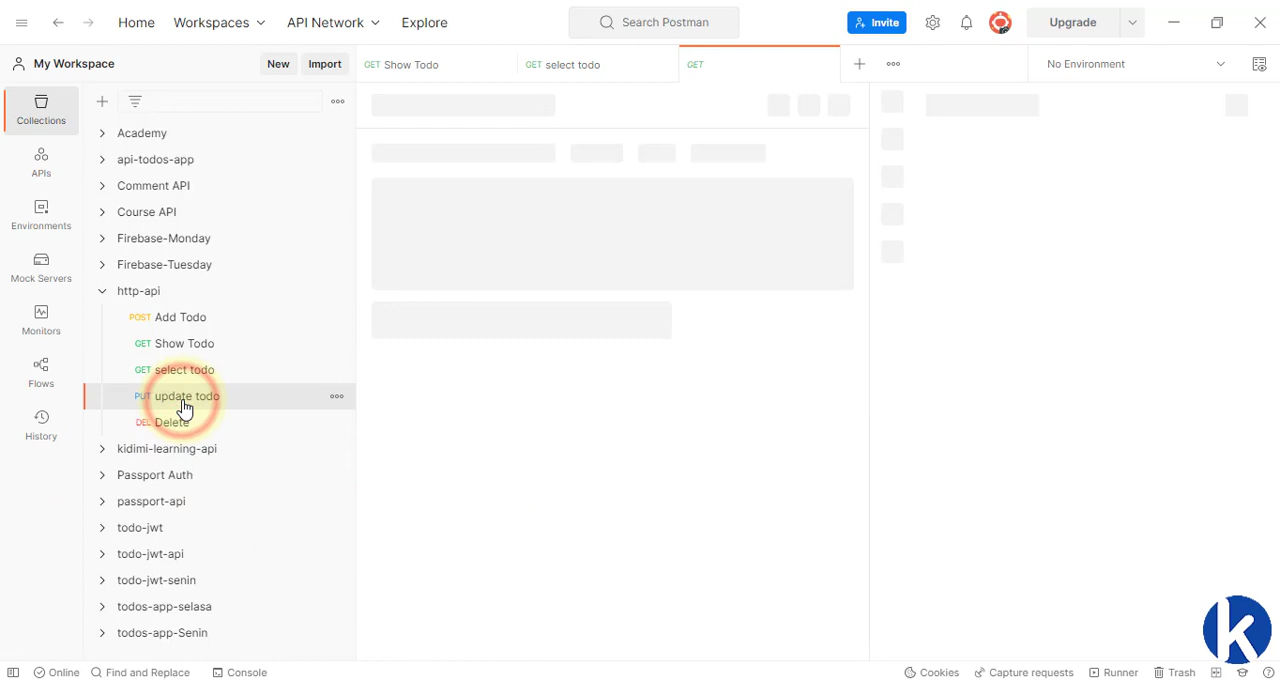 Home Workspaces API Network Explore Search Postman Invite Upgrade
My Workspace New Import GET Show Todo GET select todo GET No Environment
Collections
APIs
Environments
Mock Servers
Monitors
Flows
History
Academy
api-todos-app
Comment API
Course API
Firebase-Monday
Firebase-Tuesday
http-api
POST Add Todo
GET Show Todo
GET select todo
PUT update todo
DEL Delete
kidimi-learning-api
Passport Auth
passport-api
todo-jwt
todo-jwt-api
todo-jwt-senin
todos-app-selasa
todos-app-Senin
k
Online Find and Replace Console Cookies Capture requests Runner Trash